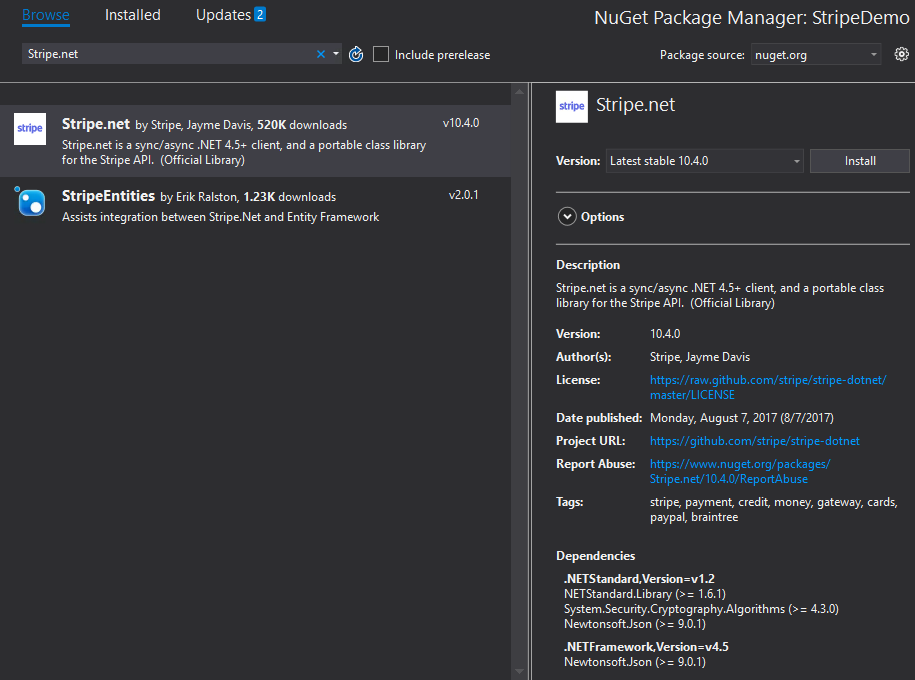 Browse Installed Updates 2
NuGet Package Manager: StripeDemo
Stripe.net
Include prerelease
Package source: nuget.org
stripe
Stripe.net by Stripe, Jayme Davis, 520K downloads
v10.4.0
Stripe.net is a sync/async .NET 4.5+ client, and a portable class library
for the Stripe API. (Official Library)
StripeEntities by Erik Ralston, 1.23K downloads
v2.0.1
Assists integration between Stripe.Net and Entity Framework
stripe
Stripe.net
Version: Latest stable 10.4.0
Install
Options
Description
Stripe.net is a sync/async .NET 4.5+ client, and a portable class
library for the Stripe API. (Official Library)
Version: 10.4.0
Author(s): Stripe, Jayme Davis
License: https://raw.github.com/stripe/stripe-dotnet/
master/LICENSE
Date published: Monday, August 7, 2017 (8/7/2017)
Project URL: https://github.com/stripe/stripe-dotnet
Report Abuse: https://www.nuget.org/packages/
Stripe.net/10.4.0/ReportAbuse
Tags: stripe, payment, credit, money, gateway, cards,
paypal, braintree
Dependencies
.NETStandard,Version=v1.2
NETStandard.Library (>= 1.6.1)
System.Security.Cryptography.Algorithms (>= 4.3.0)
Newtonsoft.Json (>= 9.0.1)
.NETFramework,Version=v4.5
Newtonsoft.Json (>= 9.0.1)